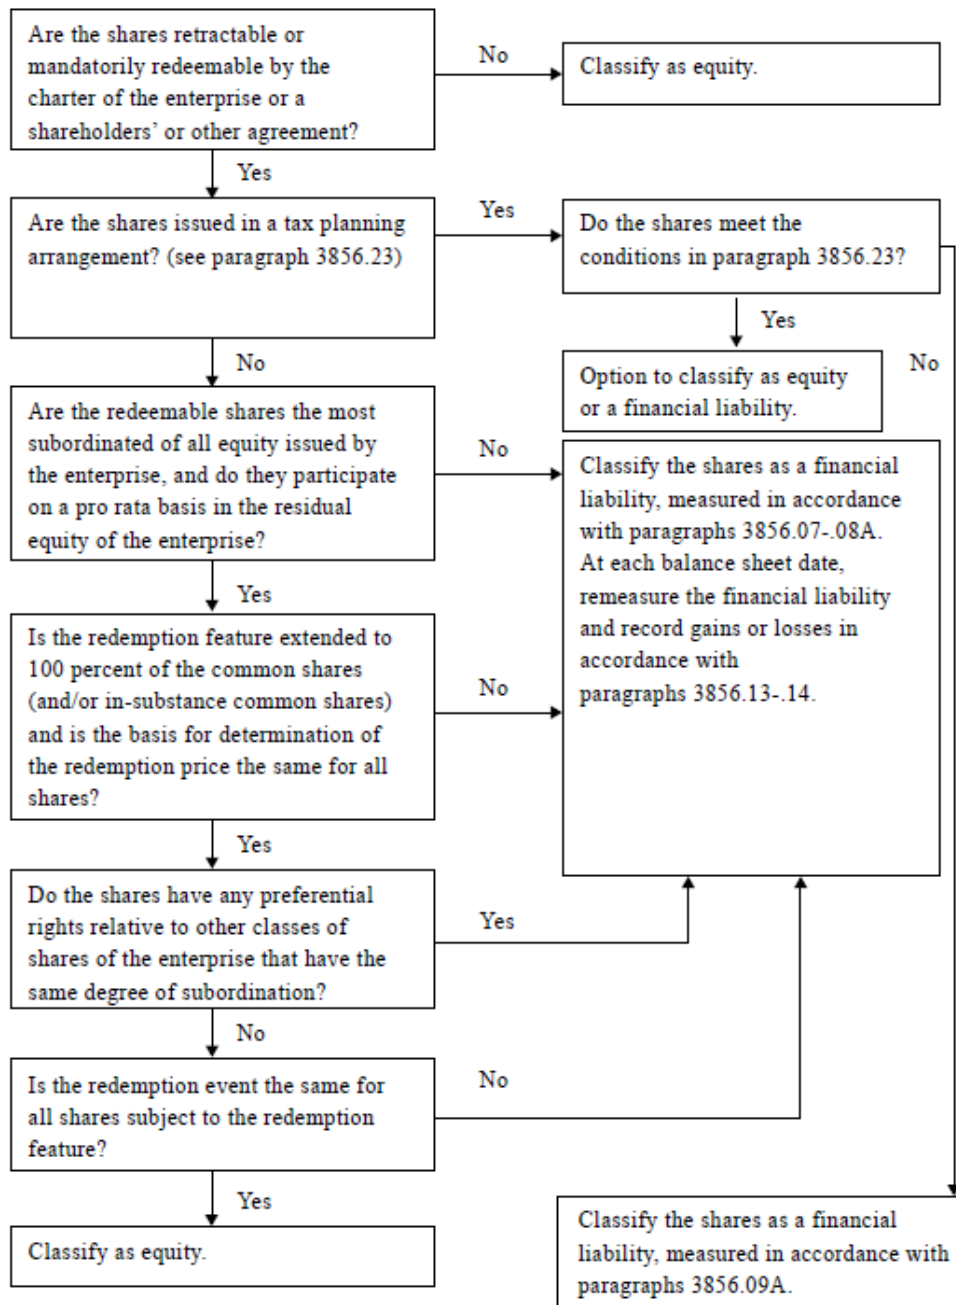 Are the shares retractable or
mandatorily redeemable by the
charter of the enterprise or a
shareholders' or other agreement?
No
Classify as equity.
Yes
Are the shares issued in a tax planning
arrangement? (see paragraph 3856.23)
Yes
Do the shares meet the
conditions in paragraph 3856.23?
Yes
No
No
Option to classify as equity
or a financial liability.
Are the redeemable shares the most
subordinated of all equity issued by
the enterprise, and do they participate
on a pro rata basis in the residual
equity of the enterprise?
No
Classify the shares as a financial
liability, measured in accordance
with paragraphs 3856.07-.08A.
At each balance sheet date,
remeasure the financial liability
and record gains or losses in
accordance with
paragraphs 3856.13-.14.
Yes
Is the redemption feature extended to
100 percent of the common shares
(and/or in-substance common shares)
and is the basis for determination of
the redemption price the same for all
shares?
No
Yes
Do the shares have any preferential
rights relative to other classes of
shares of the enterprise that have the
same degree of subordination?
Yes
No
Is the redemption event the same for
all shares subject to the redemption
feature?
No
Yes
Classify as equity.
Classify the shares as a financial
liability, measured in accordance with
paragraphs 3856.09A.